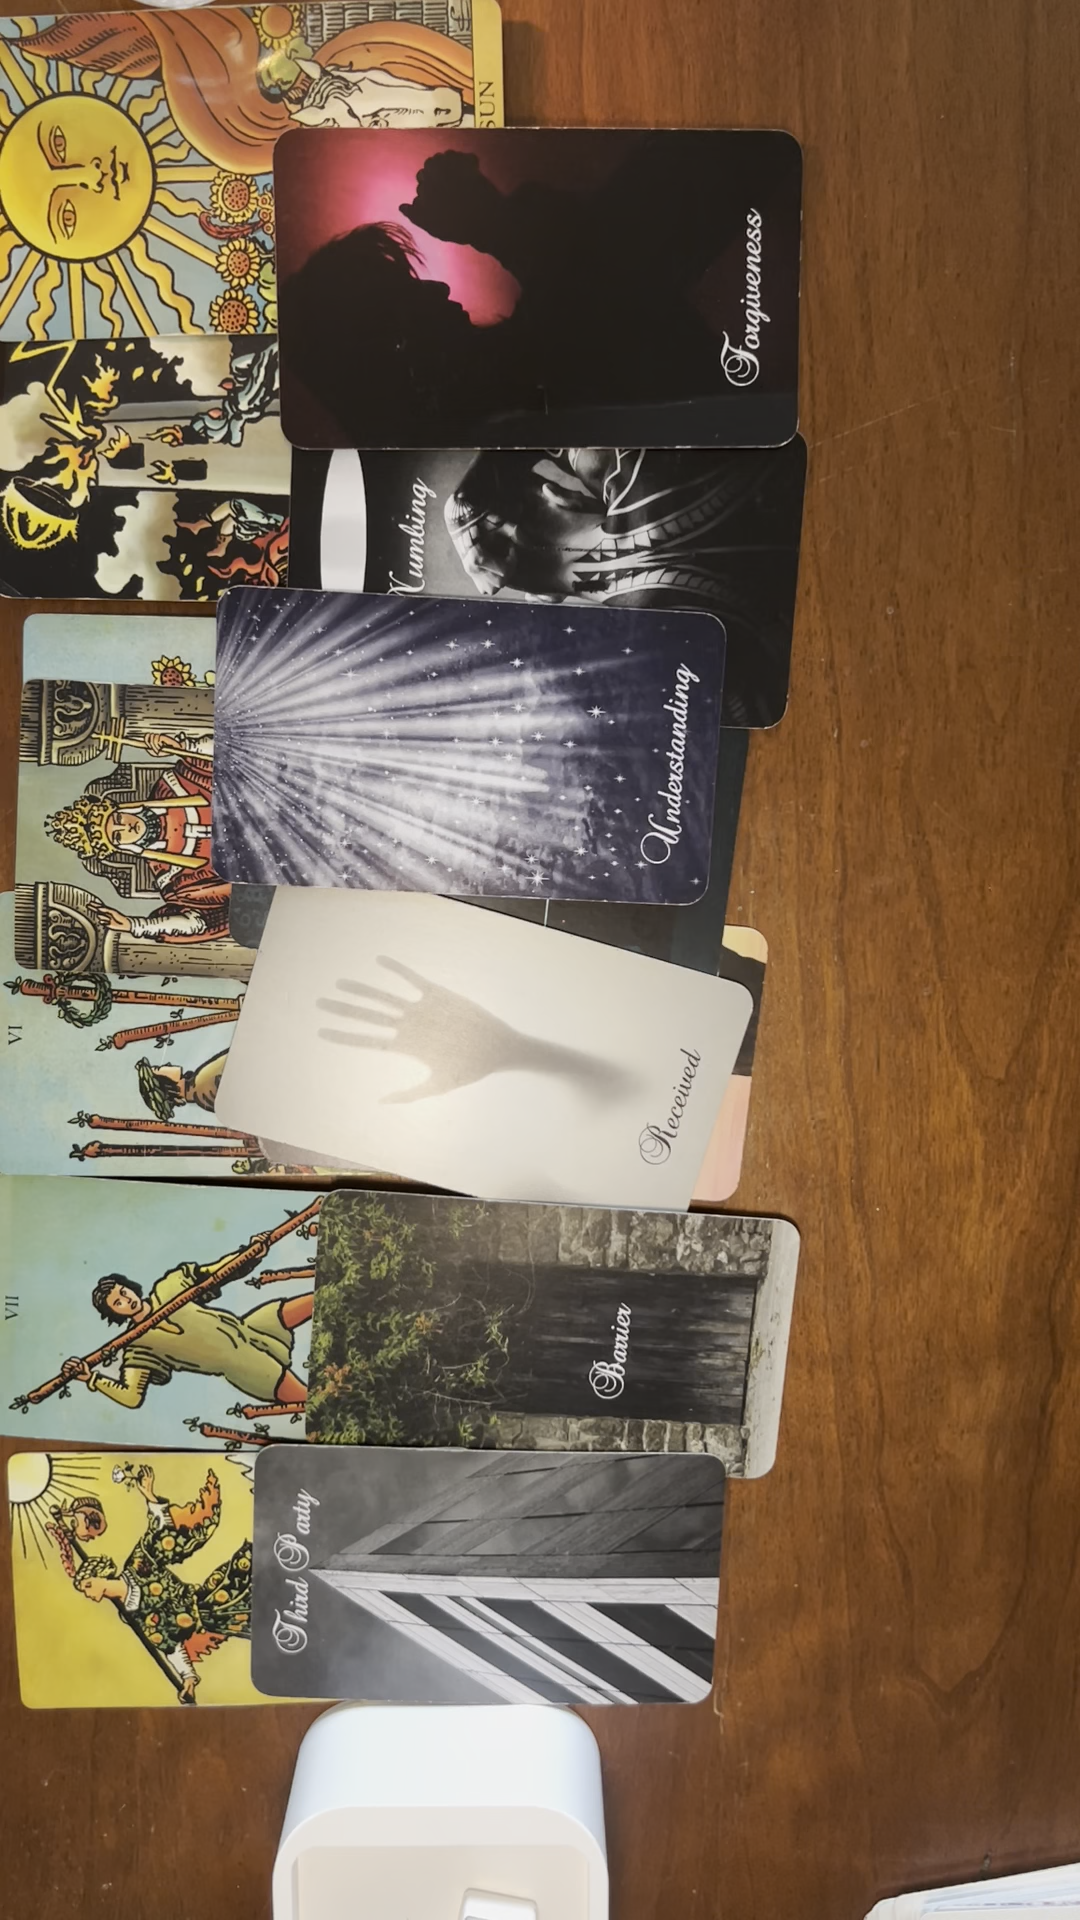 SUN
Forgiveness
Numbing
Understanding
VI
Received
VII
Barrier
Third Party